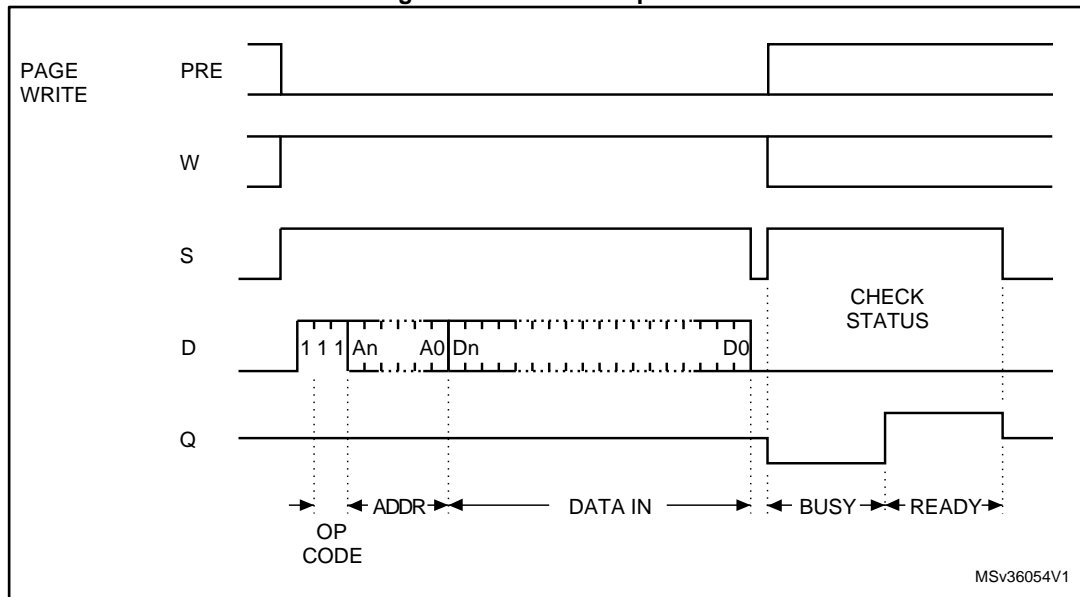 PAGE
WRITE
PRE
W
S
CHECK
STATUS
D
1 1 1 An A0 Dn D0
Q
ADDR DATA IN BUSY READY
OP
CODE
MSv36054V1